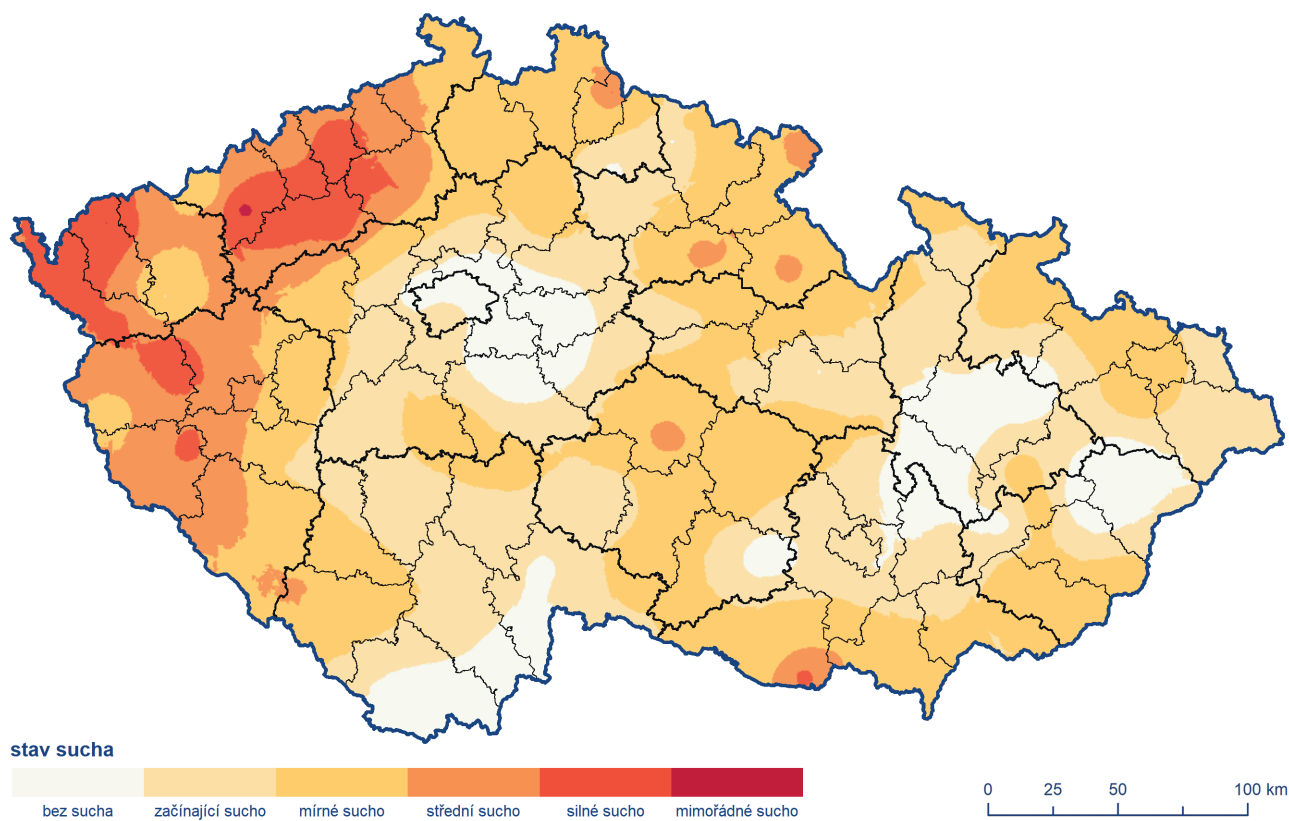 stav sucha
bez sucha začínající sucho mírné sucho střední sucho silné sucho mimořádné sucho
0 25 50 100 km